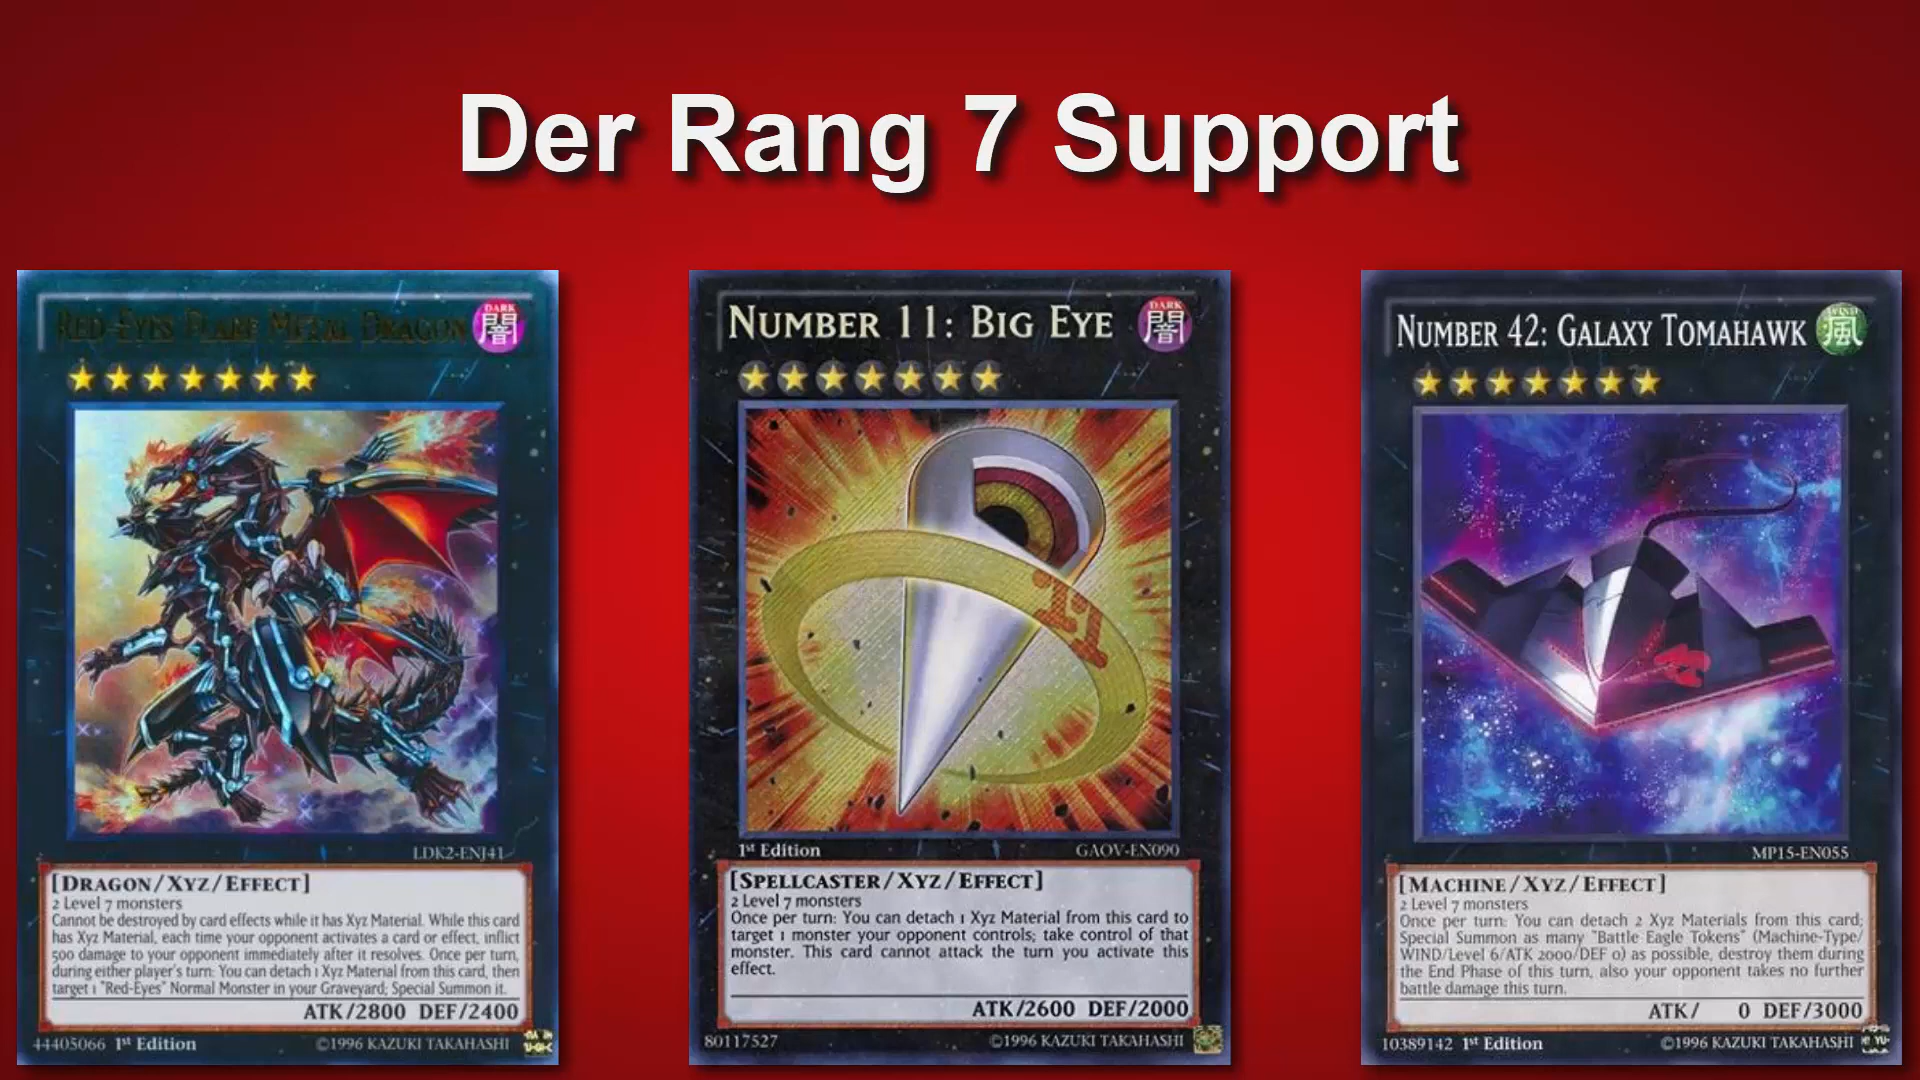 Der Rang 7 Support
Red-Eyes Flare Metal Dragon
DARK
闇
LDK2-ENJ41
[Dragon/Xyz/Effect]
2 Level 7 monsters
Cannot be destroyed by card effects while it has Xyz Material. While this card
has Xyz Material, each time your opponent activates a card or effect, inflict
500 damage to your opponent immediately after it resolves. Once per turn,
during either player's turn: You can detach 1 Xyz Material from this card, then
target 1 "Red-Eyes" Normal Monster in your Graveyard; Special Summon it.
ATK/2800 DEF/2400
44405066 1st Edition ©1996 KAZUKI TAKAHASHI
Number 11: Big Eye
DARK
闇
11
1st Edition GAOV-EN090
[Spellcaster/Xyz/Effect]
2 Level 7 monsters
Once per turn: You can detach 1 Xyz Material from this card to
target 1 monster your opponent controls; take control of that
monster. This card cannot attack the turn you activate this
effect.
ATK/2600 DEF/2000
80117527 ©1996 KAZUKI TAKAHASHI
Number 42: Galaxy Tomahawk
WIND
風
MP15-EN055
[Machine/Xyz/Effect]
2 Level 7 monsters
Once per turn: You can detach 2 Xyz Materials from this card;
Special Summon as many "Battle Eagle Tokens" (Machine-Type/
WIND/Level 6/ATK 2000/DEF 0) as possible, destroy them during
the End Phase of this turn, also your opponent takes no further
battle damage this turn.
ATK/ 0 DEF/3000
10389142 1st Edition ©1996 KAZUKI TAKAHASHI